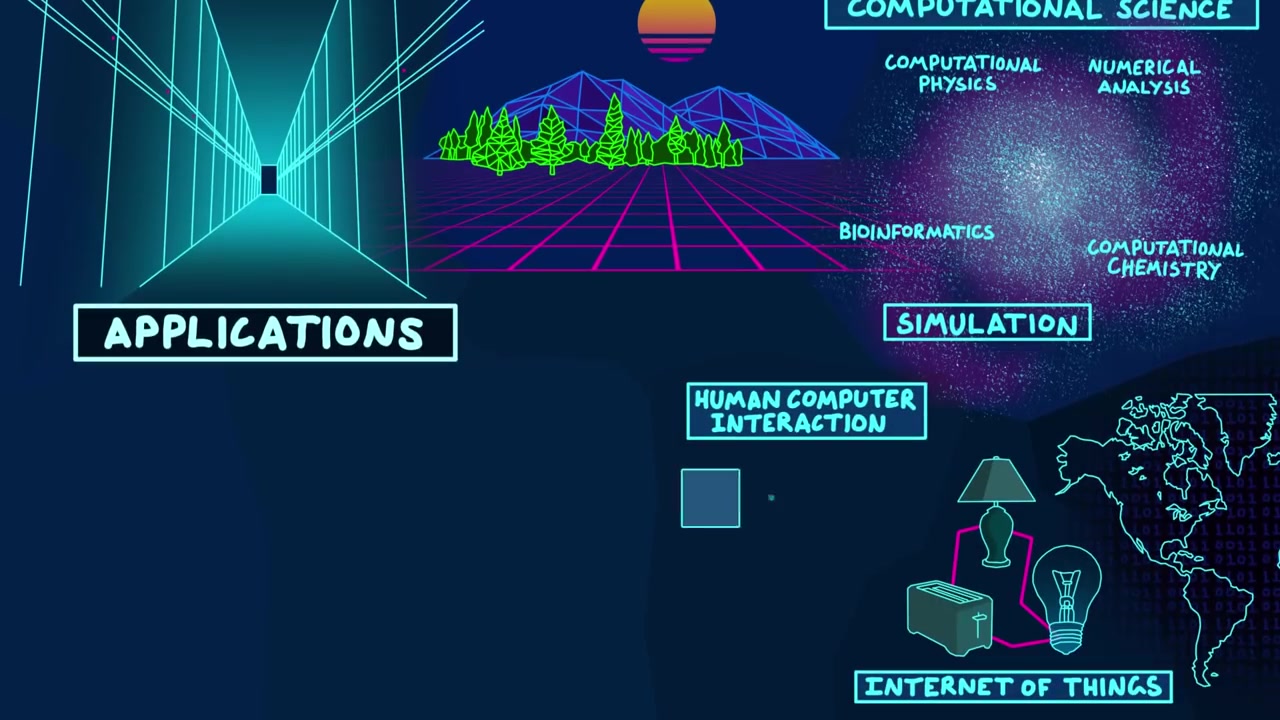 COMPUTATIONAL SCIENCE
COMPUTATIONAL
PHYSICS
NUMERICAL
ANALYSIS
BIOINFORMATICS
COMPUTATIONAL
CHEMISTRY
SIMULATION
APPLICATIONS
HUMAN COMPUTER
INTERACTION
INTERNET OF THINGS